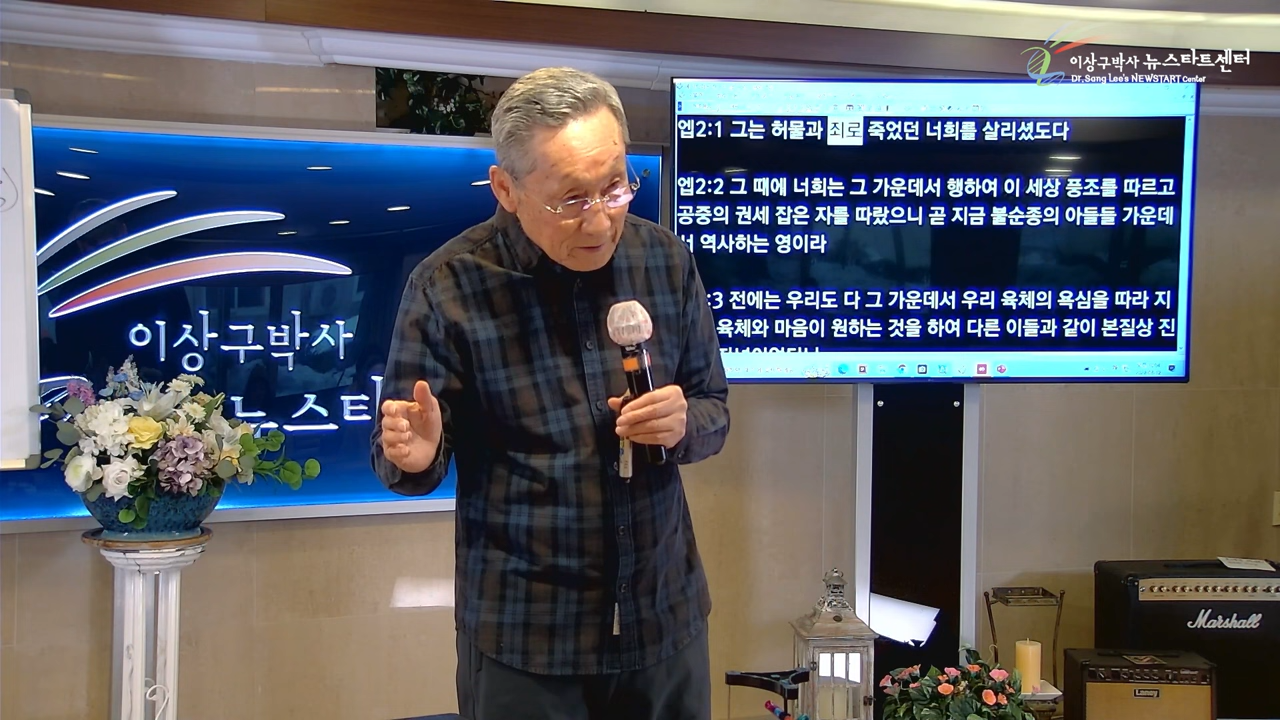 이상구박사 뉴스타트센터
Dr. Sang Lee's NEWSTART Center
엡2:1 그는 허물과 죄로 죽었던 너희를 살리셨도다
엡2:2 그 때에 너희는 그 가운데서 행하여 이 세상 풍조를 따르고
공중의 권세 잡은 자를 따랐으니 곧 지금 불순종의 아들들 가운데
역사하는 영이라
:3 전에는 우리도 다 그 가운데서 우리 육체의 욕심을 따라 지
육체와 마음이 원하는 것을 하여 다른 이들과 같이 본질상 진
이상구박사
뉴스타
Marshall
Laney